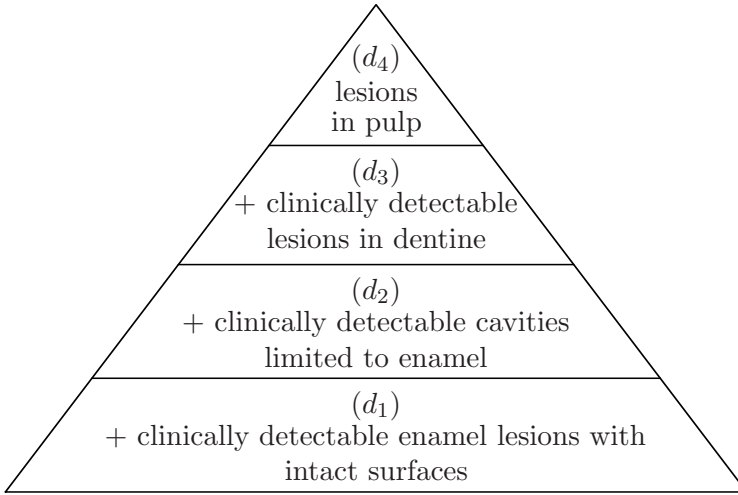 (d₄)
lesions
in pulp
(d₃)
+ clinically detectable
lesions in dentine
(d₂)
+ clinically detectable cavities
limited to enamel
(d₁)
+ clinically detectable enamel lesions with
intact surfaces